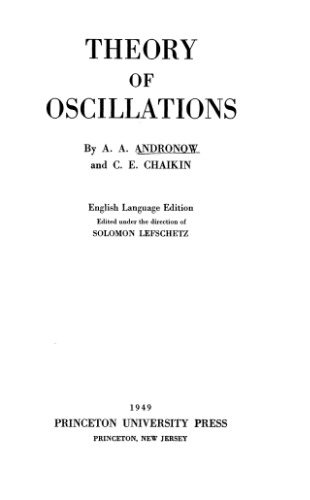 THEORY
OF
OSCILLATIONS
By A. A. ANDRONOW
and C. E. CHAIKIN
English Language Edition
Edited under the direction of
SOLOMON LEFSCHETZ
1949
PRINCETON UNIVERSITY PRESS
PRINCETON, NEW JERSEY